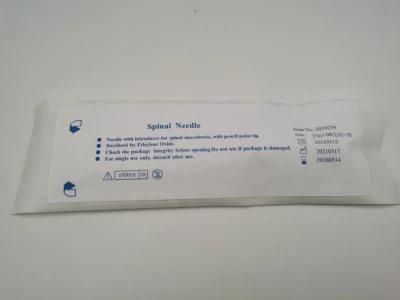 Spinal Needle
Needle with introducer for spinal anaesthesia, with pencil point tip.
Sterilized by Ethylene Oxide.
Check the package integrity before opening.Do not use if package is damaged.
For single use only, discard after use.
STERILE EO
20210315
20210315
20260314